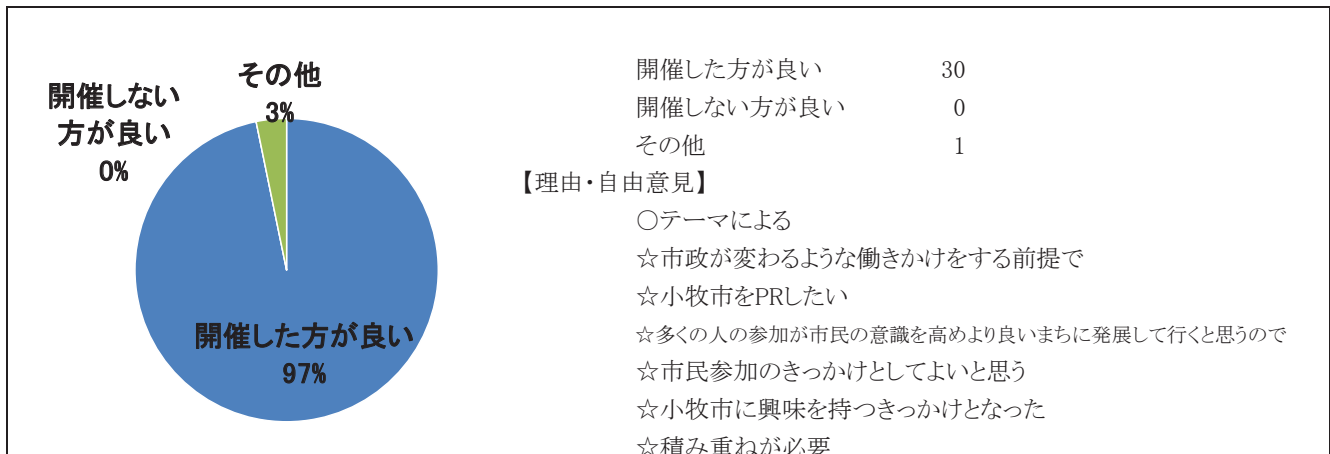 その他
3%
開催しない
方が良い
0%
開催した方が良い
97%
開催した方が良い 30
開催しない方が良い 0
その他 1
【理由・自由意見】
○テーマによる
☆市政が変わるような働きかけをする前提で
☆小牧市をPRしたい
☆多くの人の参加が市民の意識を高めより良いまちに発展して行くと思うので
☆市民参加のきっかけとしてよいと思う
☆小牧市に興味を持つきっかけとなった
☆積み重ねが必要